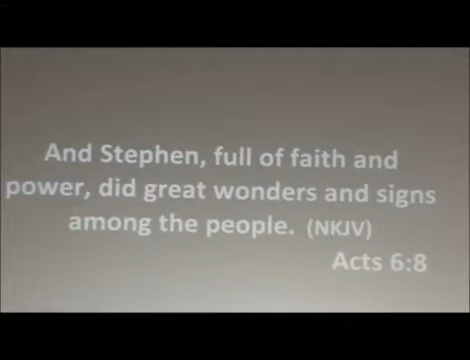 And Stephen, full of faith and
power, did great wonders and signs
among the people. (NKJV)
Acts 6:8